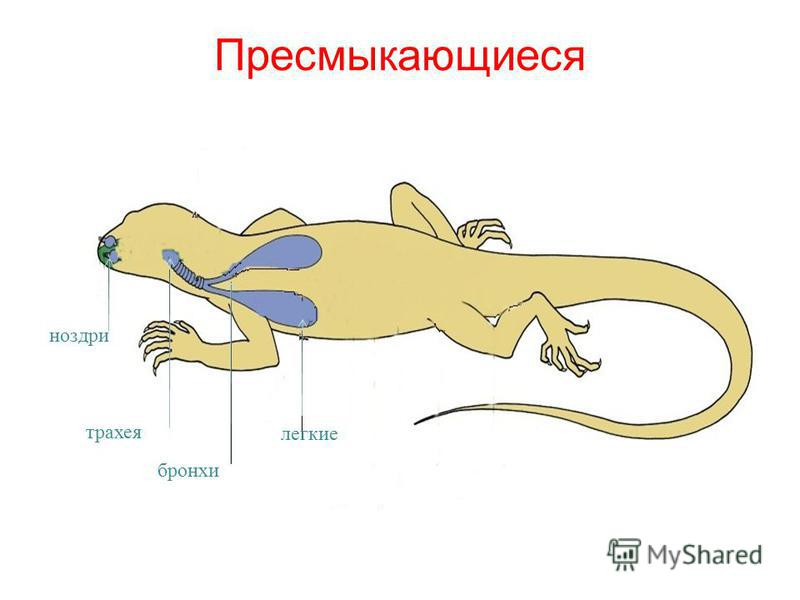 Пресмыкающиеся
ноздри
трахея
легкие
бронхи
MyShared